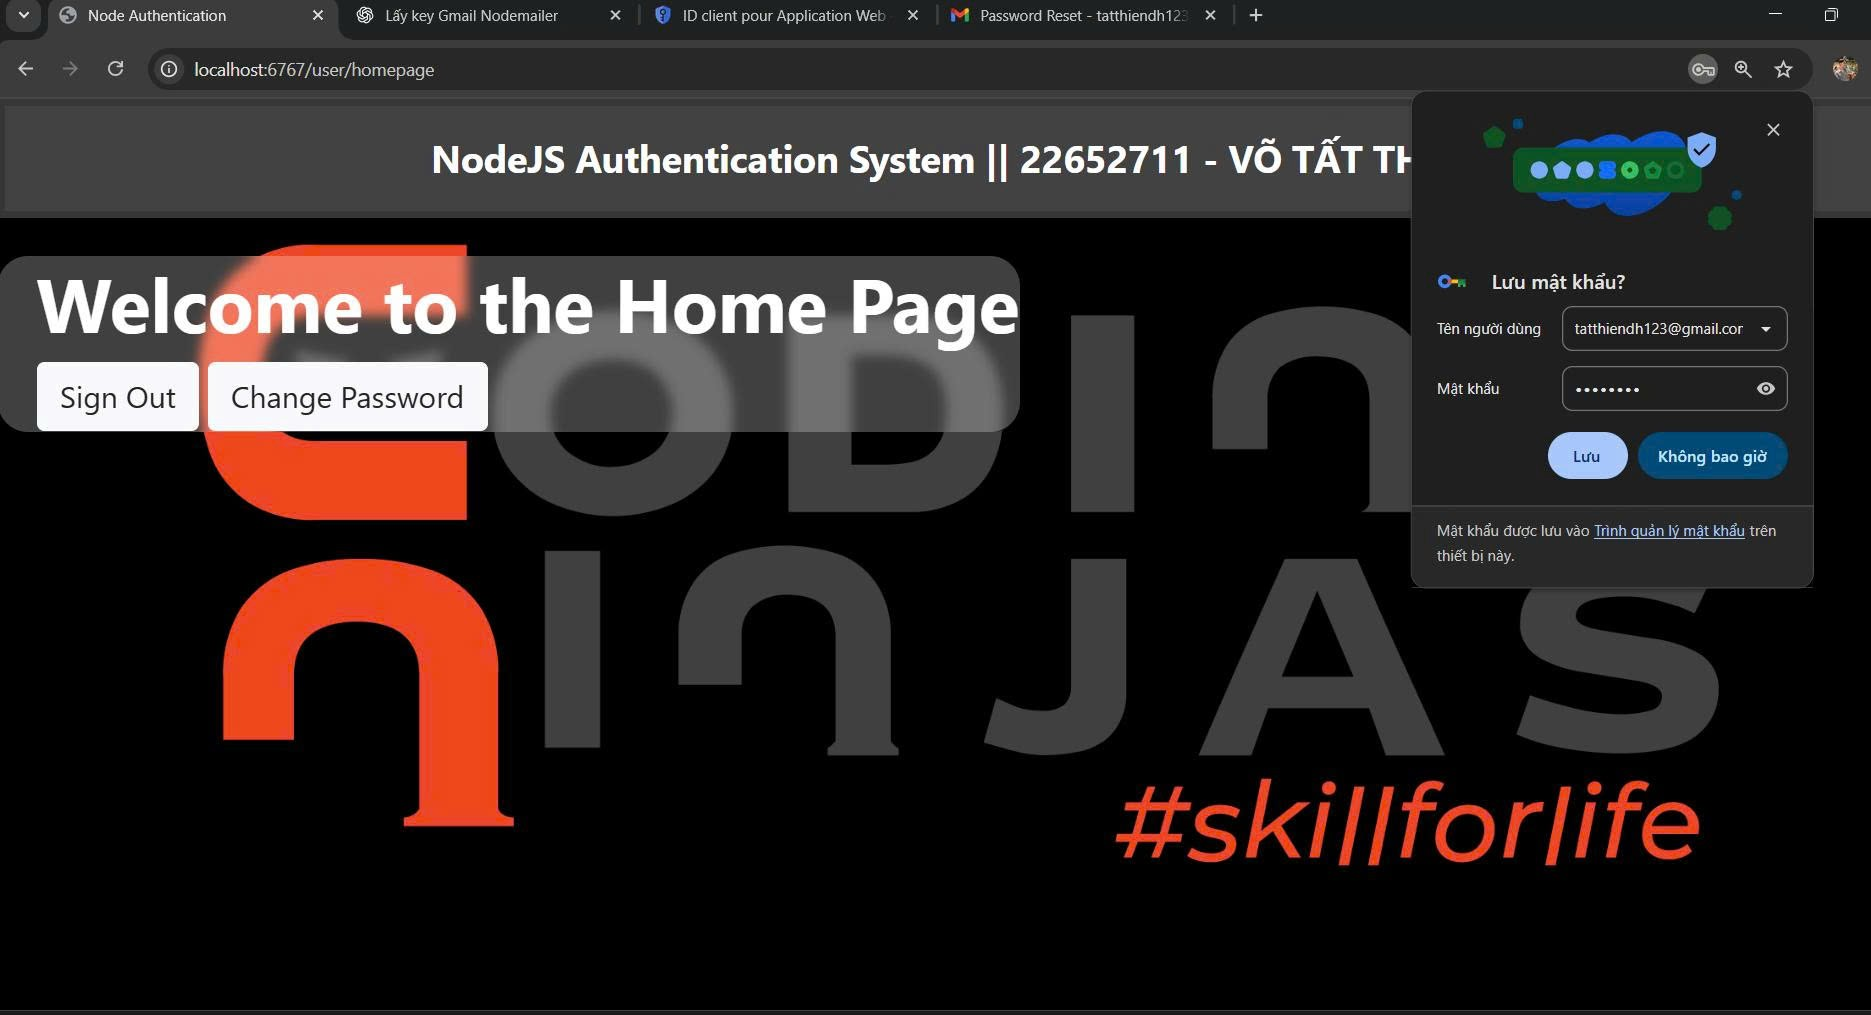 Node Authentication
Lấy key Gmail Nodemailer
ID client pour Application Web
Password Reset - tatthiendh123
localhost:6767/user/homepage
NodeJS Authentication System || 22652711 - VÕ TẤT TH
Welcome to the Home Page
Sign Out
Change Password
Lưu mật khẩu?
Tên người dùng
tatthiendh123@gmail.cor
Mật khẩu
••••••••
Lưu
Không bao giờ
Mật khẩu được lưu vào Trình quản lý mật khẩu trên
thiết bị này.
CODIN
NINJAS
#skillforlife